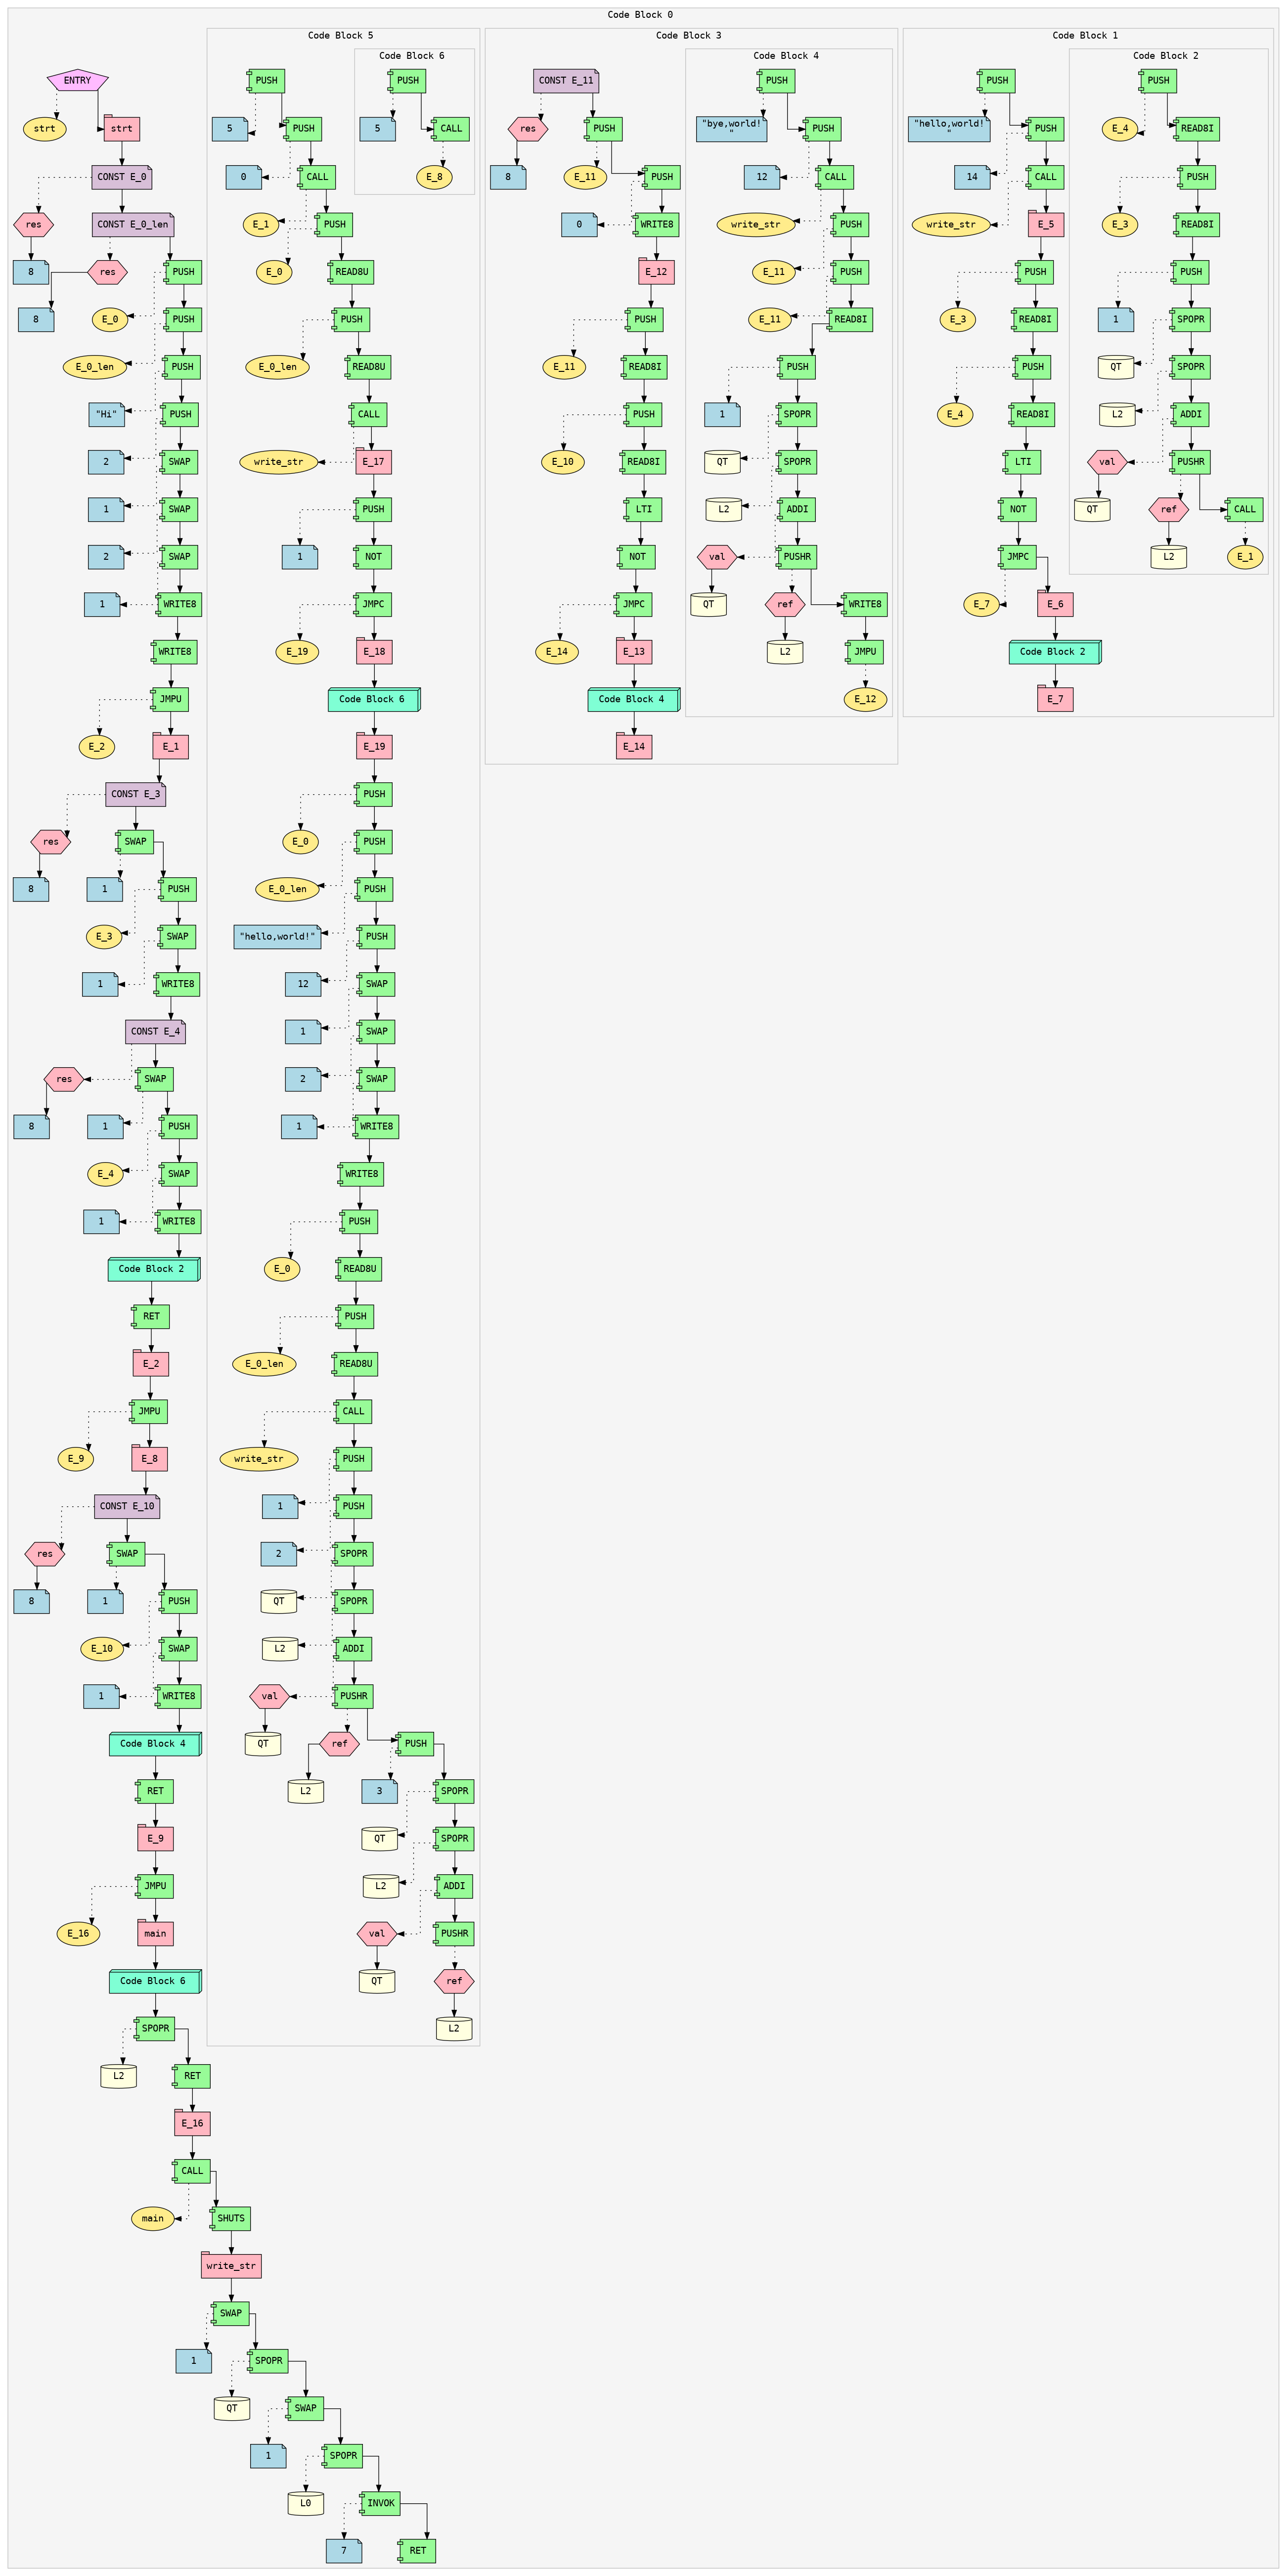 Code Block 0
ENTRY
strt
strt
CONST E_0
res
CONST E_0_len
8
res
PUSH
8
E_0
PUSH
E_0_len
PUSH
"Hi"
PUSH
2
SWAP
1
SWAP
2
SWAP
1
WRITE8
WRITE8
JMPU
E_2
E_1
CONST E_3
res
SWAP
8
1
PUSH
E_3
SWAP
1
WRITE8
CONST E_4
res
SWAP
8
1
PUSH
E_4
SWAP
1
WRITE8
Code Block 2
RET
E_2
JMPU
E_9
E_8
CONST E_10
res
SWAP
8
1
PUSH
E_10
SWAP
1
WRITE8
Code Block 4
RET
E_9
JMPU
E_16
main
Code Block 6
SPOPR
L2
RET
E_16
CALL
main
SHUTS
write_str
SWAP
1
SPOPR
QT
SWAP
1
SPOPR
L0
INVOK
7
RET
Code Block 5
PUSH
5
PUSH
0
CALL
E_1
PUSH
E_0
READ8U
PUSH
E_0_len
READ8U
CALL
write_str
E_17
PUSH
1
NOT
JMPC
E_19
E_18
Code Block 6
E_19
PUSH
E_0
PUSH
E_0_len
PUSH
"hello,world!"
PUSH
12
SWAP
1
SWAP
2
SWAP
1
WRITE8
WRITE8
PUSH
E_0
READ8U
PUSH
E_0_len
READ8U
CALL
write_str
PUSH
1
PUSH
2
SPOPR
QT
SPOPR
L2
ADDI
val
PUSHR
QT
ref
PUSH
L2
3
SPOPR
QT
SPOPR
L2
ADDI
val
PUSHR
QT
ref
L2
Code Block 6
PUSH
5
CALL
E_8
Code Block 3
CONST E_11
res
PUSH
8
E_11
PUSH
0
WRITE8
E_12
PUSH
E_11
READ8I
PUSH
E_10
READ8I
LTI
NOT
JMPC
E_14
E_13
Code Block 4
E_14
Code Block 4
PUSH
"bye,world!
"
PUSH
12
CALL
write_str
PUSH
E_11
PUSH
E_11
READ8I
PUSH
1
SPOPR
QT
SPOPR
L2
ADDI
val
PUSHR
QT
ref
WRITE8
L2
JMPU
E_12
Code Block 1
PUSH
"hello,world!
"
PUSH
14
CALL
write_str
E_5
PUSH
E_3
READ8I
PUSH
E_4
READ8I
LTI
NOT
JMPC
E_7
E_6
Code Block 2
E_7
Code Block 2
PUSH
E_4
READ8I
PUSH
E_3
READ8I
PUSH
1
SPOPR
QT
SPOPR
L2
ADDI
val
PUSHR
QT
ref
CALL
L2
E_1